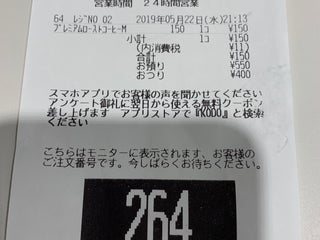 営業時間 24時間営業
64 レジNO 02 2019年05月22日(水)21:13
プレミアムローストコーヒーM 150 1コ ¥150
小計 1コ ¥150
(内消費税 ¥11)
合計 ¥150
お預り ¥550
おつり ¥400
スマホアプリでお客様の声を聞かせてください
アンケート御礼に翌日から使える無料クーポン
差し上げます アプリストアで『KODO』と検索
ください
こちらはモニターに表示されます、お客様の
ご注文番号です。今しばらくお待ちください。
264